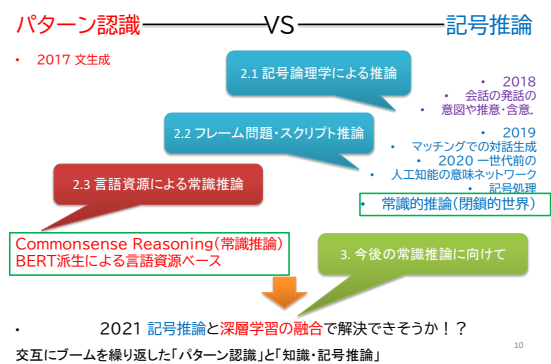 パターン認識 VS 記号推論
• 2017 文生成
2.1 記号論理学による推論
• 2018
• 会話の発話の
• 意図や推意・含意.
2.2 フレーム問題・スクリプト推論
• 2019
• マッチングでの対話生成
• 2020 一世代前の
• 人工知能の意味ネットワーク
• 記号処理
• 常識的推論(閉鎖的世界)
2.3 言語資源による常識推論
Commonsense Reasoning(常識推論)
BERT派生による言語資源ベース
3. 今後の常識推論に向けて
• 2021 記号推論と深層学習の融合で解決できそうか！？
交互にブームを繰り返した「パターン認識」と「知識・記号推論」
10